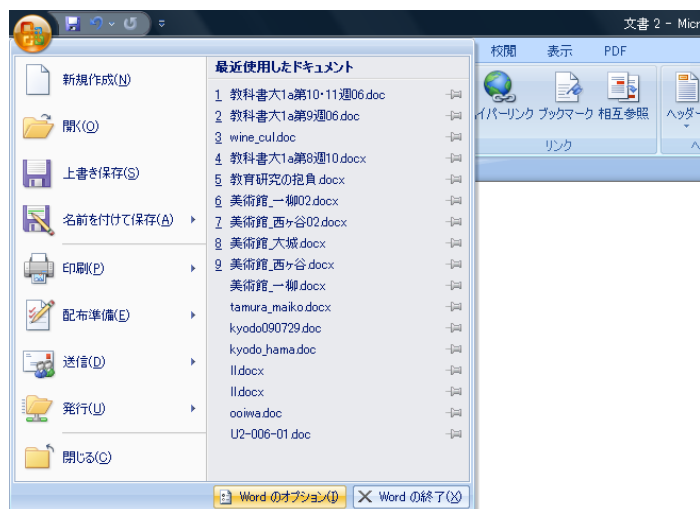 文書 2 - Micr
校閲 表示 PDF
最近使用したドキュメント
新規作成(N)
開く(O)
上書き保存(S)
名前を付けて保存(A)
印刷(P)
配布準備(E)
送信(D)
発行(U)
閉じる(C)
1 教科書大1a第10・11週06.doc
2 教科書大1a第9週06.doc
3 wine_cul.doc
4 教科書大1a第8週10.docx
5 教育研究の抱負.docx
6 美術館_一柳02.docx
7 美術館_西ヶ谷02.docx
8 美術館_大城.docx
9 美術館_西ヶ谷.docx
美術館_一柳.docx
tamura_maiko.docx
kyodo090729.doc
kyodo_hama.doc
II.docx
II.docx
ooiwa.doc
U2-006-01.doc
イパーリンク ブックマーク 相互参照
ヘッダー
リンク
ヘ
Word のオプション(I) Word の終了(X)